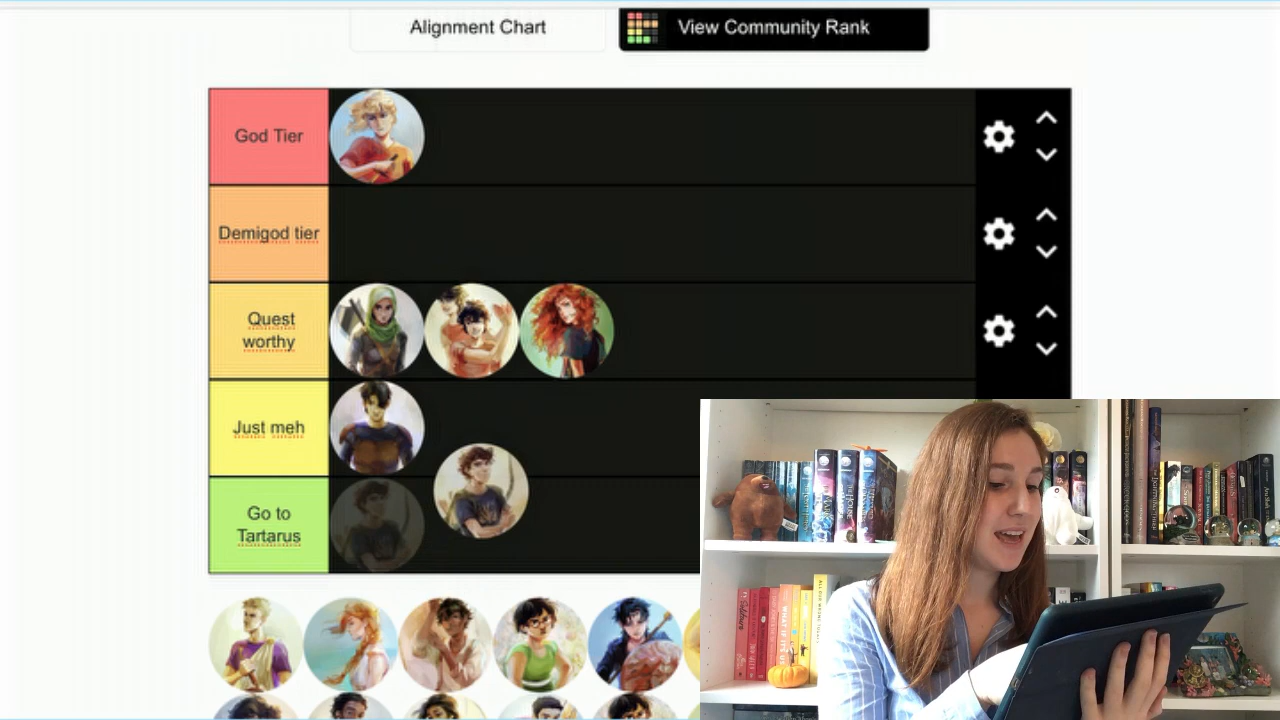 Alignment Chart
View Community Rank
God Tier
Demigod tier
Quest
worthy
Just meh
Go to
Tartarus